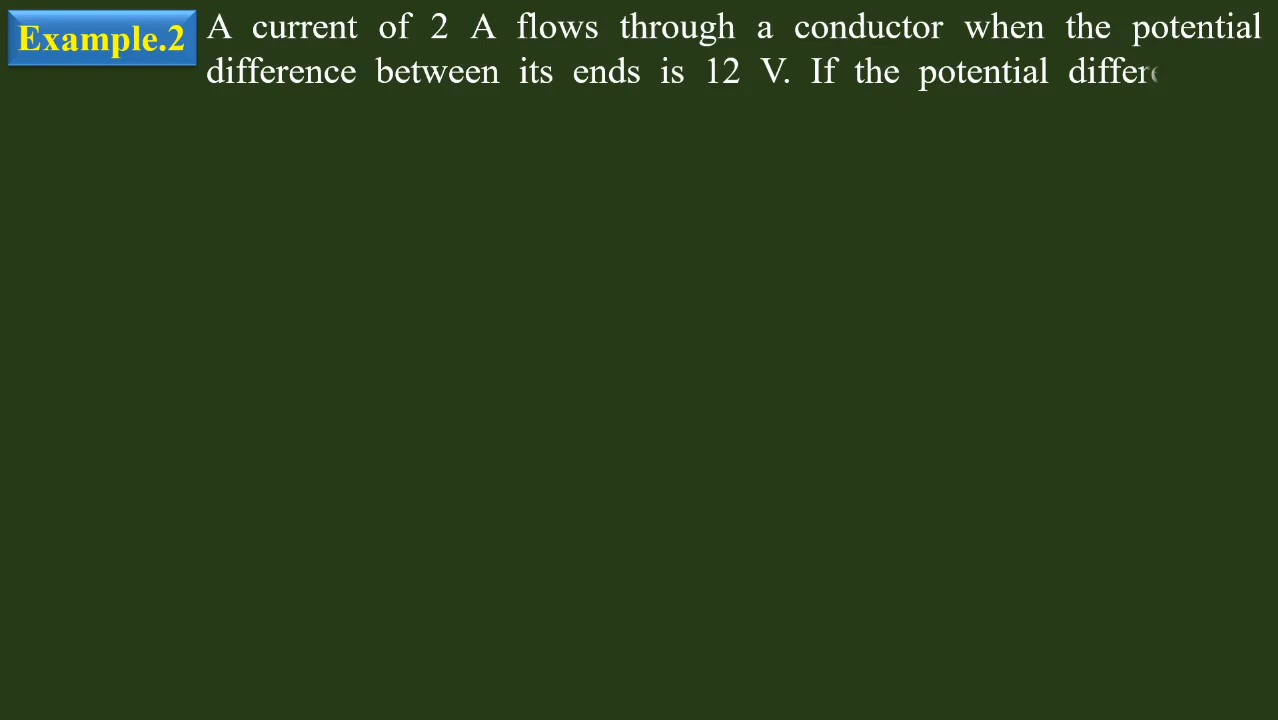 Example.2
A current of 2 A flows through a conductor when the potential
difference between its ends is 12 V. If the potential